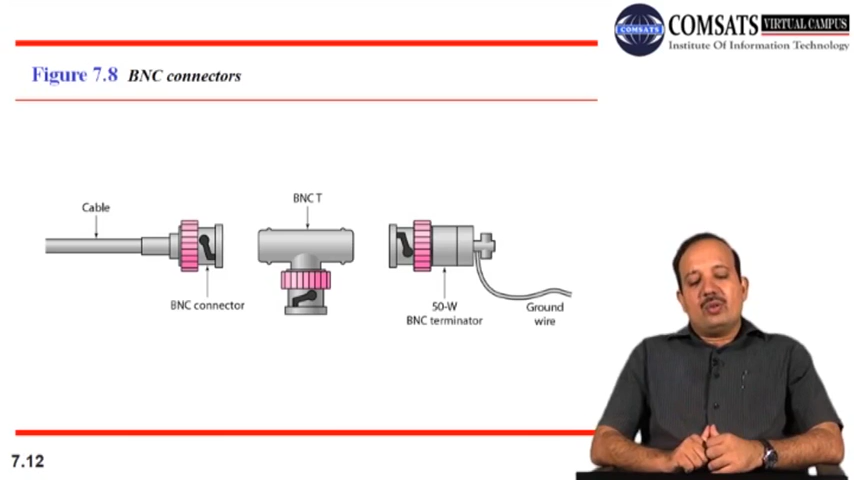 COMSATS VIRTUAL CAMPUS
COMSATS
Institute Of Information Technology
Figure 7.8 BNC connectors
Cable
BNC T
BNC connector
50-W
BNC terminator
Ground
wire
7.12